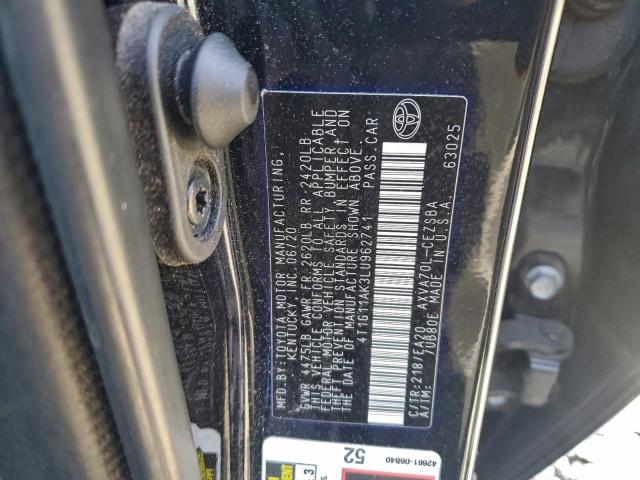 MFD.BY:TOYOTA MOTOR MANUFACTURING,
KENTUCKY, INC. 06/20
GVWR 4475LB GAWR FR 2620LB RR 2420LB
THIS VEHICLE CONFORMS TO ALL APPLICABLE
FEDERAL MOTOR VEHICLE SAFETY, BUMPER AND
THEFT PREVENTION STANDARDS IN EFFECT ON
THE DATE OF MANUFACTURE SHOWN ABOVE.
4T1G11AK3LU962741 PASS.CAR
C/TR:218/EA20 AXVA70L-CEZSBA
A/TM: MADE IN U.S.A. 63025
52
42661-06B40
3